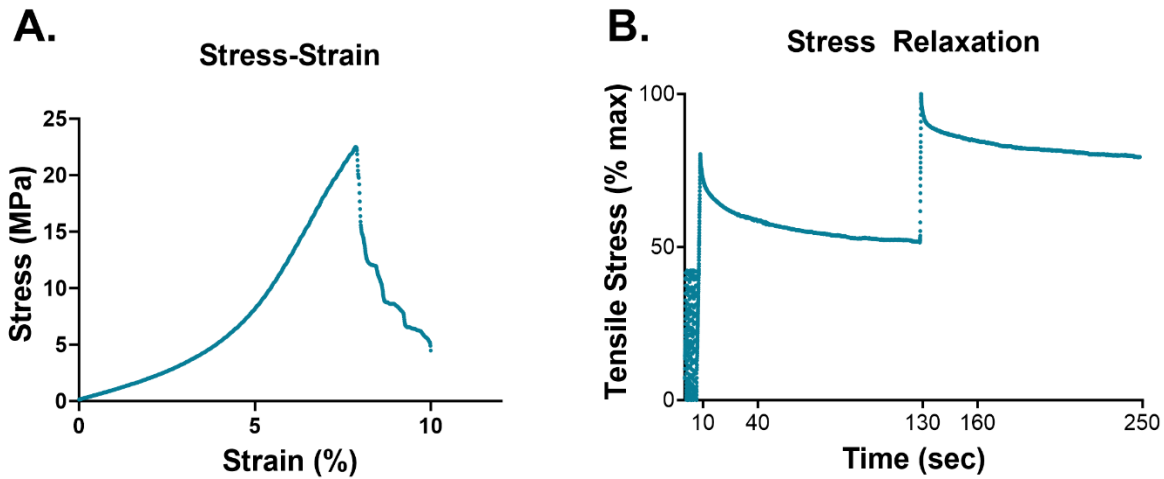 A.
Stress-Strain
Stress (MPa)
25
20
15
10
5
0
0 5 10
Strain (%)
B.
Stress Relaxation
Tensile Stress (% max)
100
50
0
10 40 130 160 250
Time (sec)